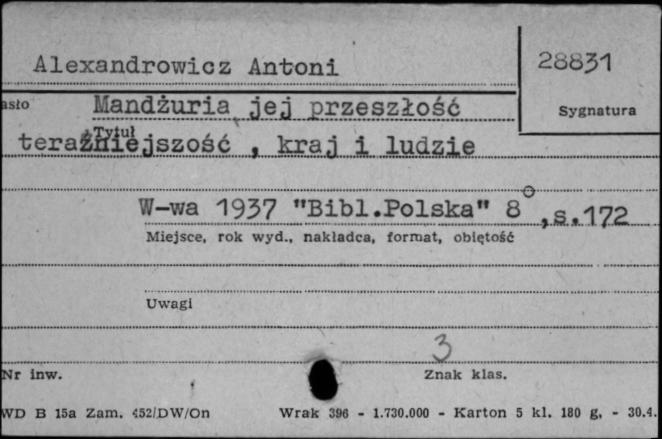 Alexandrowicz Antoni
28831
asło
Mandżuria jej przeszłość
Sygnatura
Tytuł
teraźniejszość , kraj i ludzie
W-wa 1937 "Bibl.Polska" 8°,s.172
Miejsce, rok wyd., nakładca, format, objętość
Uwagi
3
Nr inw.
Znak klas.
WD B 15a Zam. 452/DW/On Wrak 396 - 1.730.000 - Karton 5 kl. 180 g. - 30.4.